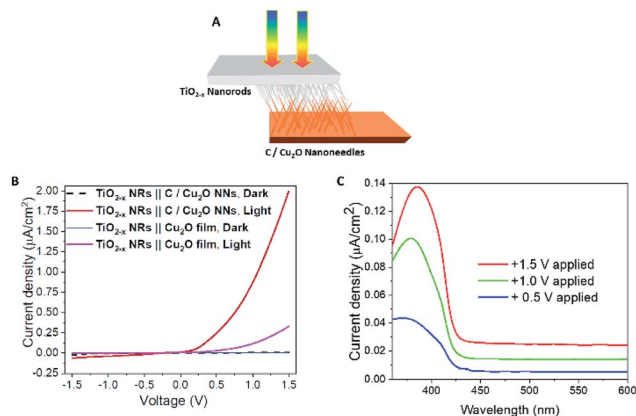 A
TiO₂₋ₓ Nanorods
C / Cu₂O Nanoneedles
B
TiO₂₋ₓ NRs || C / Cu₂O NNs, Dark
TiO₂₋ₓ NRs || C / Cu₂O NNs, Light
TiO₂₋ₓ NRs || Cu₂O film, Dark
TiO₂₋ₓ NRs || Cu₂O film, Light
Current density (μA/cm²)
2.00
1.75
1.50
1.25
1.00
0.75
0.50
0.25
0.00
-1.5 -1.0 -0.5 0.0 0.5 1.0 1.5
Voltage (V)
C
Current density (μA/cm²)
0.14
0.12
0.10
0.08
0.06
0.04
0.02
0.00
+1.5 V applied
+1.0 V applied
+ 0.5 V applied
400 450 500 550 600
Wavelength (nm)